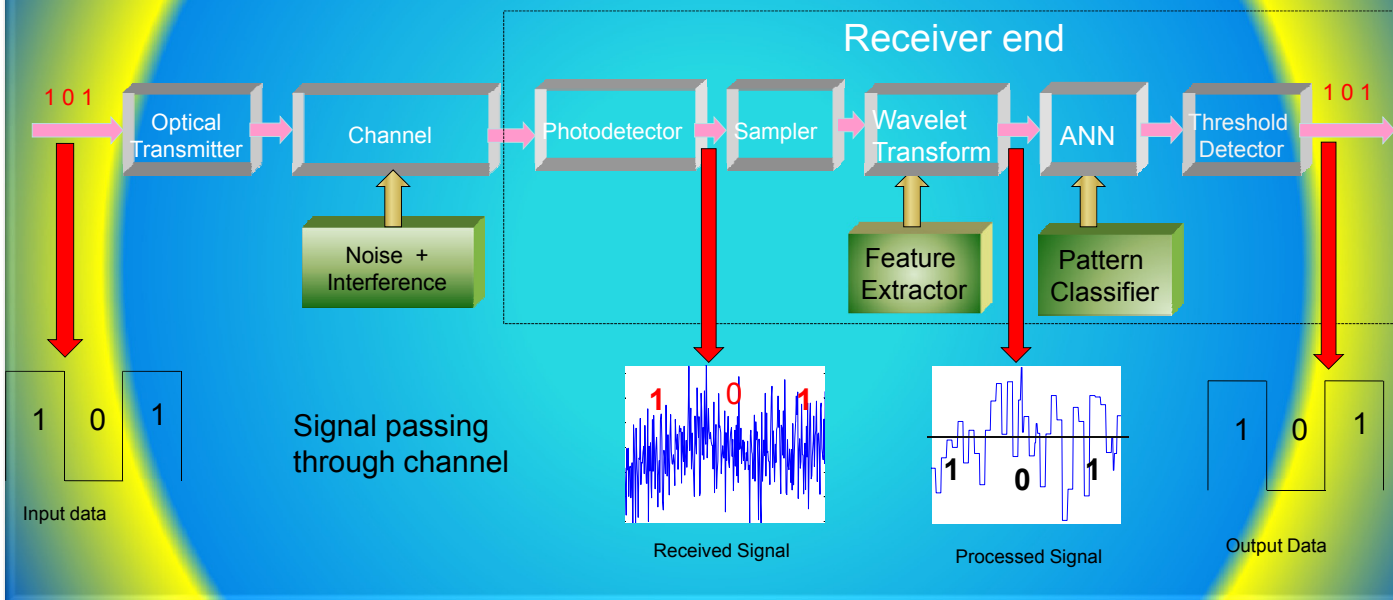 Receiver end
1 0 1
Optical
Transmitter
Channel
Photodetector
Sampler
Wavelet
Transform
ANN
Threshold
Detector
1 0 1
Noise +
Interference
Feature
Extractor
Pattern
Classifier
1 0 1
Input data
Signal passing
through channel
1 0 1
Received Signal
1 0 1
Processed Signal
1 0 1
Output Data